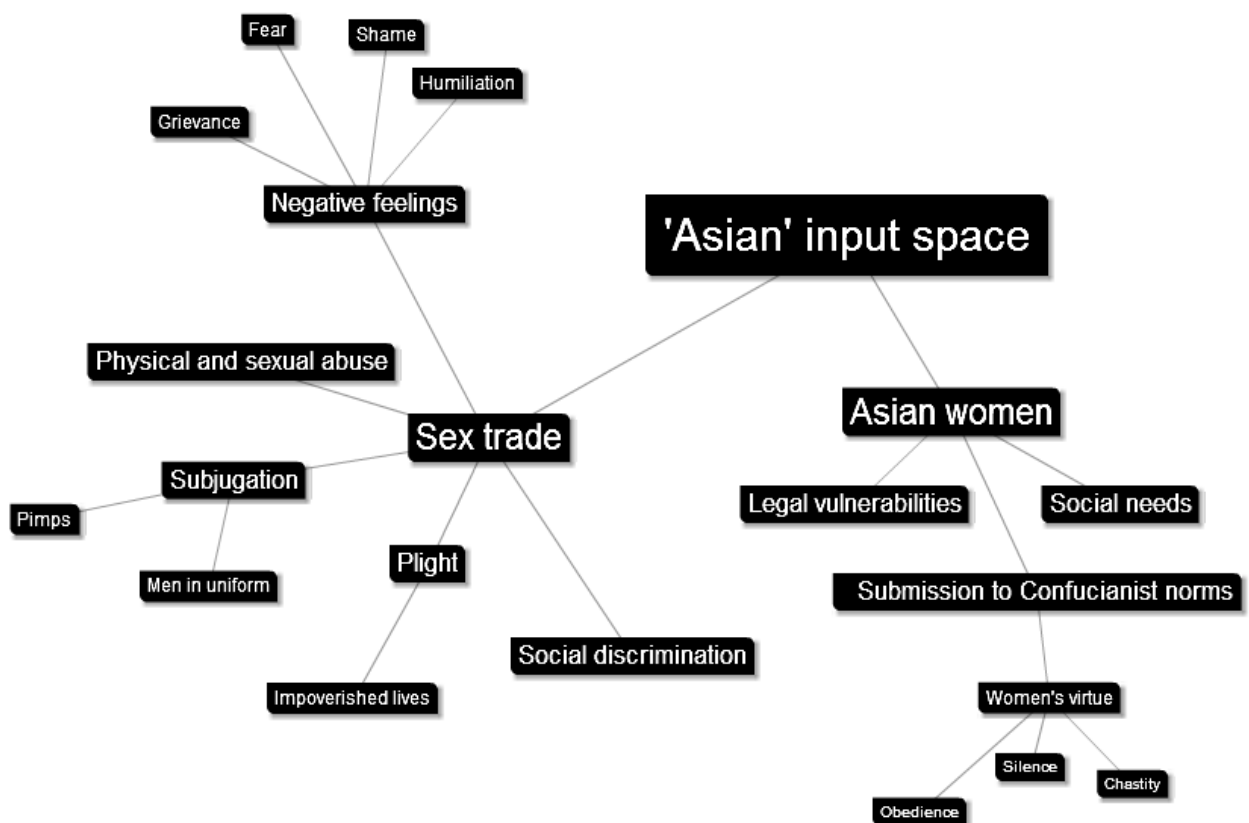 Fear
Shame
Humiliation
Grievance
Negative feelings
'Asian' input space
Physical and sexual abuse
Asian women
Sex trade
Subjugation
Legal vulnerabilities
Social needs
Pimps
Plight
Men in uniform
Submission to Confucianist norms
Social discrimination
Impoverished lives
Women's virtue
Silence
Chastity
Obedience